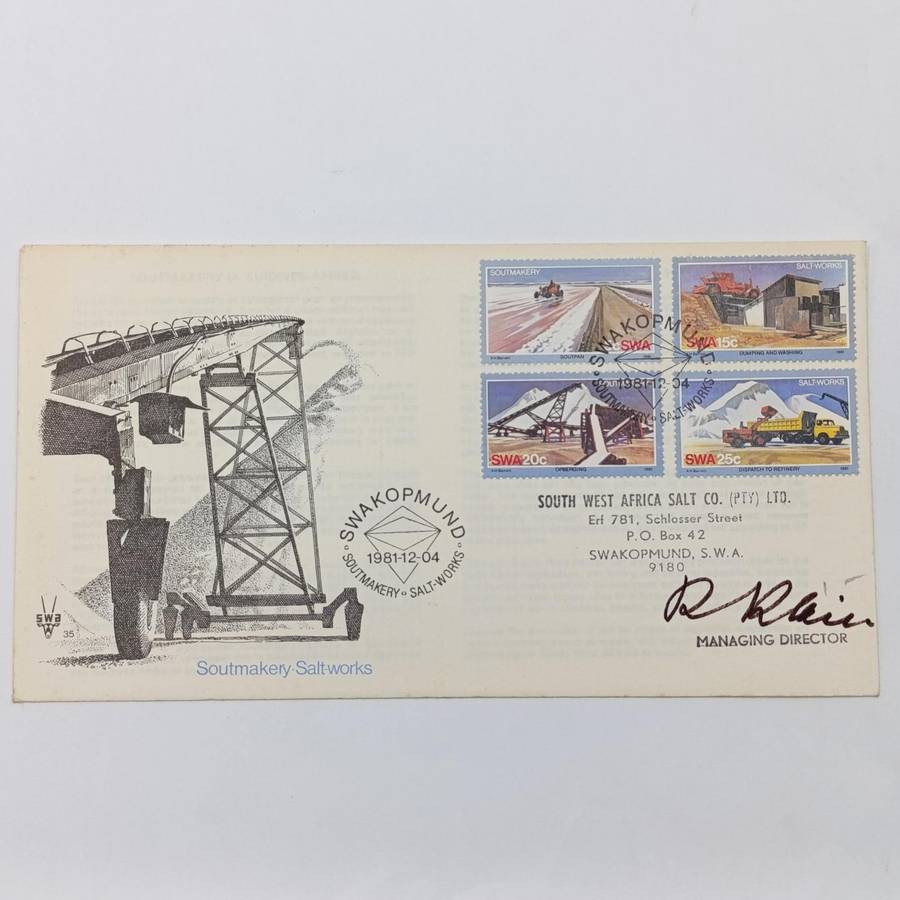 SOUTMAKERY
SWA
SOUTPAN
SALT-WORKS
SWA 15c
DUMPING AND WASHING
SWA 20c
OPBERGING
SALT-WORKS
SWA 25c
DISPATCH TO REFINERY
SWAKOPMUND
1981-12-04
SOUTMAKERY SALT-WORKS
SOUTH WEST AFRICA SALT CO. (PTY) LTD.
Erf 781, Schlosser Street
P.O. Box 42
SWAKOPMUND, S.W.A.
9180
MANAGING DIRECTOR
SWAKOPMUND
1981-12-04
SOUTMAKERY SALT-WORKS
swa
35
Soutmakery-Salt-works